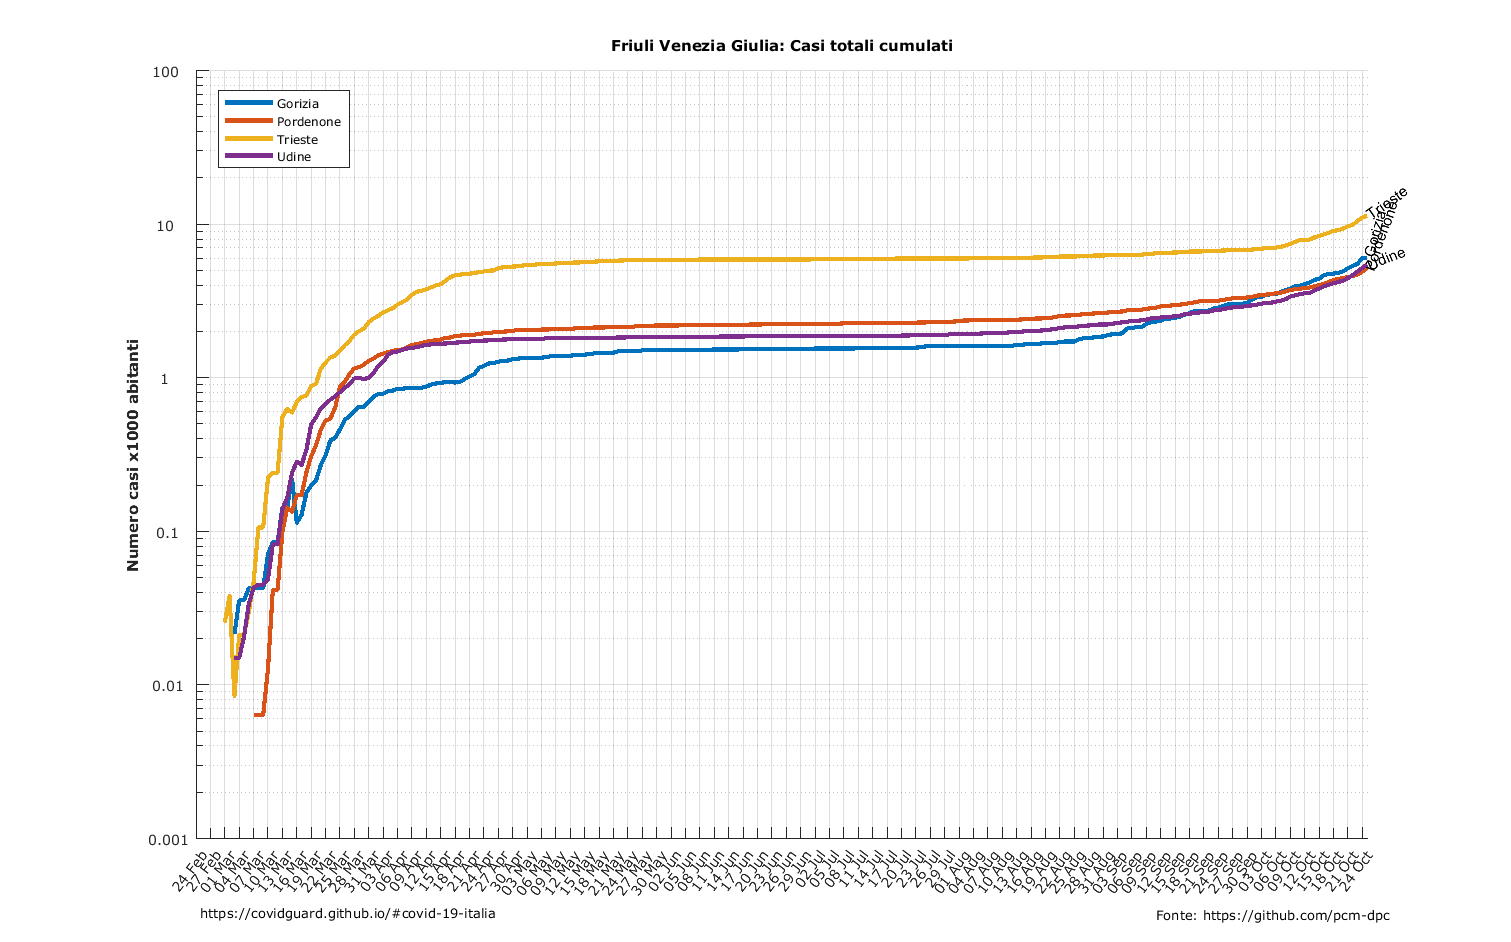 Friuli Venezia Giulia: Casi totali cumulati
100
10
1
0.1
0.01
0.001
Numero casi x1000 abitanti
Gorizia
Pordenone
Trieste
Udine
Trieste
Gorizia
Pordenone
Udine
24 Feb
27 Feb
01 Mar
04 Mar
07 Mar
10 Mar
13 Mar
16 Mar
19 Mar
22 Mar
25 Mar
28 Mar
31 Mar
03 Apr
06 Apr
09 Apr
12 Apr
15 Apr
18 Apr
21 Apr
24 Apr
27 Apr
30 Apr
03 May
06 May
09 May
12 May
15 May
18 May
21 May
24 May
27 May
30 May
02 Jun
05 Jun
08 Jun
11 Jun
14 Jun
17 Jun
20 Jun
23 Jun
26 Jun
29 Jun
02 Jul
05 Jul
08 Jul
11 Jul
14 Jul
17 Jul
20 Jul
23 Jul
26 Jul
29 Jul
01 Aug
04 Aug
07 Aug
10 Aug
13 Aug
16 Aug
19 Aug
22 Aug
25 Aug
28 Aug
31 Aug
03 Sep
06 Sep
09 Sep
12 Sep
15 Sep
18 Sep
21 Sep
24 Sep
27 Sep
30 Sep
03 Oct
06 Oct
09 Oct
12 Oct
15 Oct
18 Oct
21 Oct
24 Oct
https://covidguard.github.io/#covid-19-italia
Fonte: https://github.com/pcm-dpc